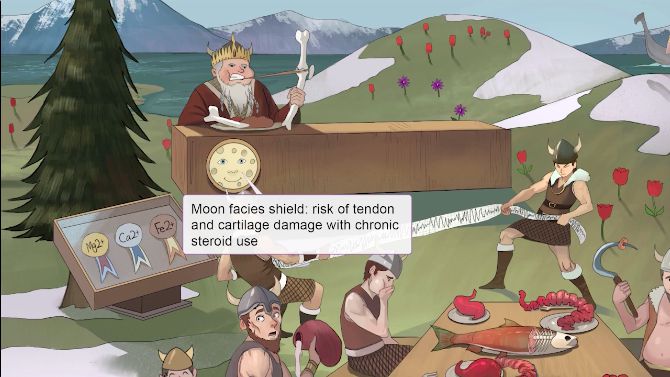 Moon facies shield: risk of tendon
and cartilage damage with chronic
steroid use
Mg2+
Ca2+
Fe2+